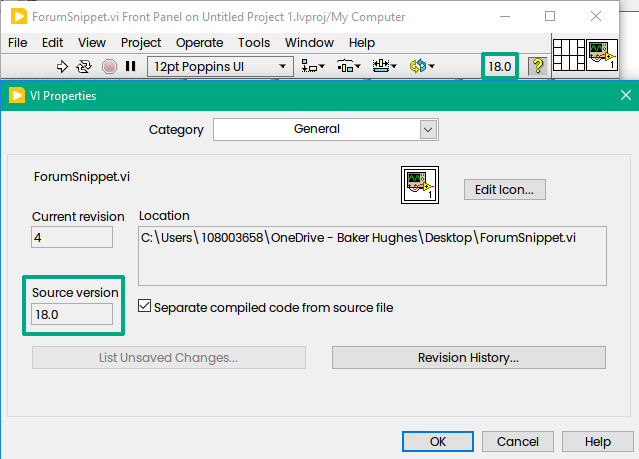 ForumSnippet.vi Front Panel on Untitled Project 1.lvproj/My Computer
File Edit View Project Operate Tools Window Help
12pt Poppins UI 18.0 ? 1
VI Properties
Category General
ForumSnippet.vi 1 Edit Icon...
Current revision Location
4 C:\Users\108003658\OneDrive - Baker Hughes\Desktop\ForumSnippet.vi
Source version
18.0 Separate compiled code from source file
List Unsaved Changes... Revision History...
OK Cancel Help